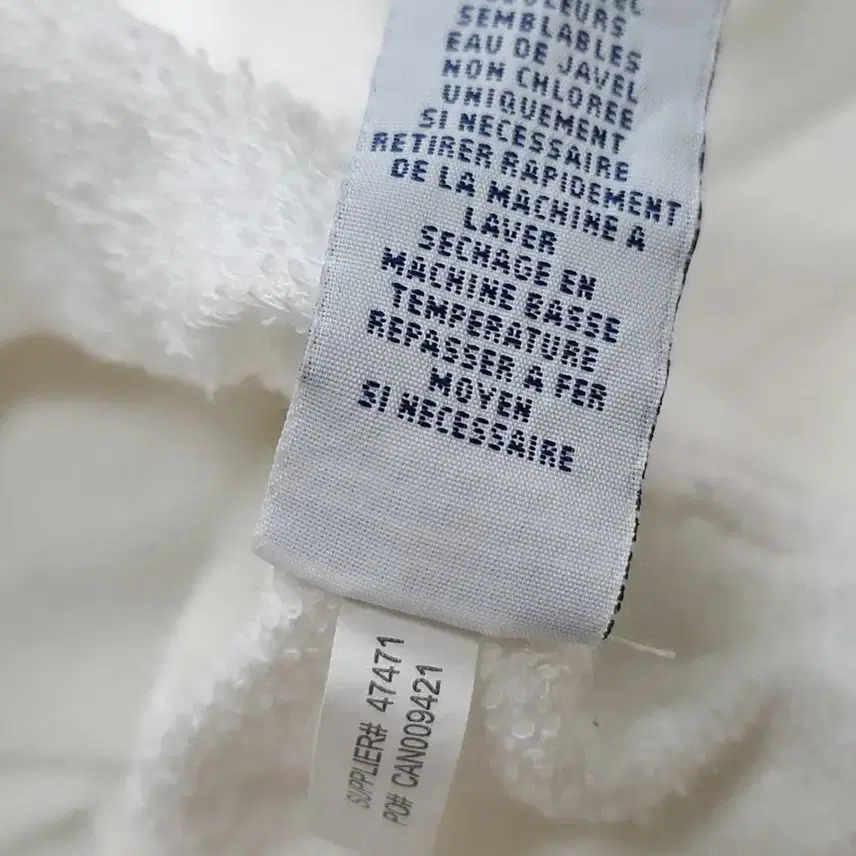 COULEURS
SEMBLABLES
EAU DE JAVEL
NON CHLOREE
UNIQUEMENT
SI NECESSAIRE
RETIRER RAPIDEMENT
DE LA MACHINE A
LAVER
SECHAGE EN
MACHINE BASSE
TEMPERATURE
REPASSER A FER
MOYEN
SI NECESSAIRE
SUPPLIER# 47471
PO# CAN009421